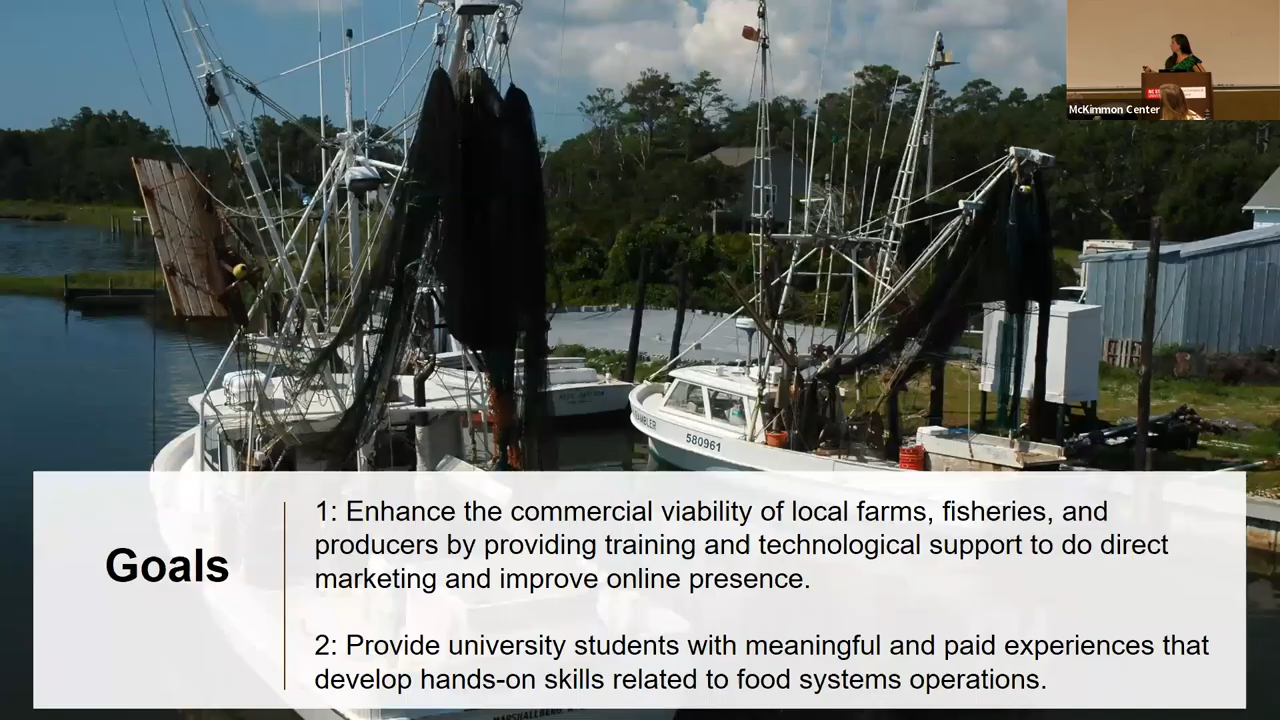 McKimmon Center
580961
Goals
1: Enhance the commercial viability of local farms, fisheries, and
producers by providing training and technological support to do direct
marketing and improve online presence.
2: Provide university students with meaningful and paid experiences that
develop hands-on skills related to food systems operations.